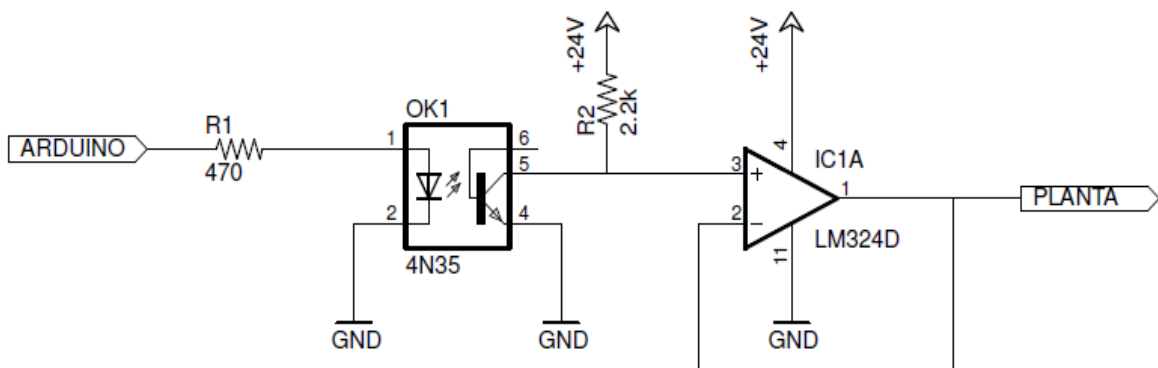 ARDUINO
R1
470
OK1
1
2
6
5
4
4N35
GND
GND
+24V
R2
2.2k
+24V
3
2
+
−
4
11
1
IC1A
LM324D
GND
PLANTA